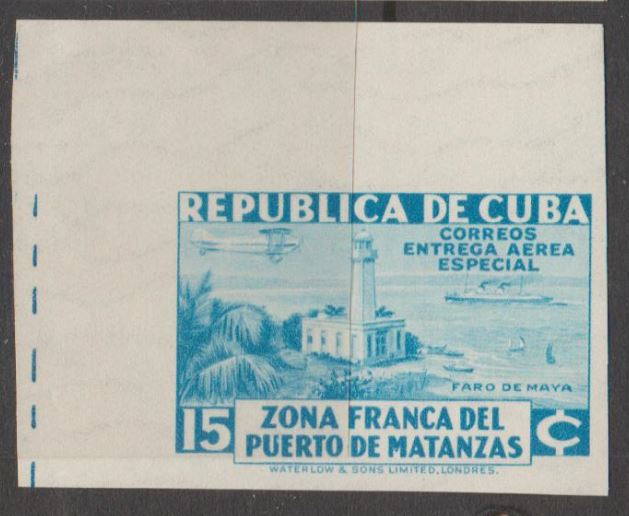 REPUBLICA DE CUBA
CORREOS
ENTREGA AEREA
ESPECIAL
FARO DE MAYA
15 ZONA FRANCA DEL ¢
PUERTO DE MATANZAS
WATERLOW & SONS LIMITED, LONDRES.